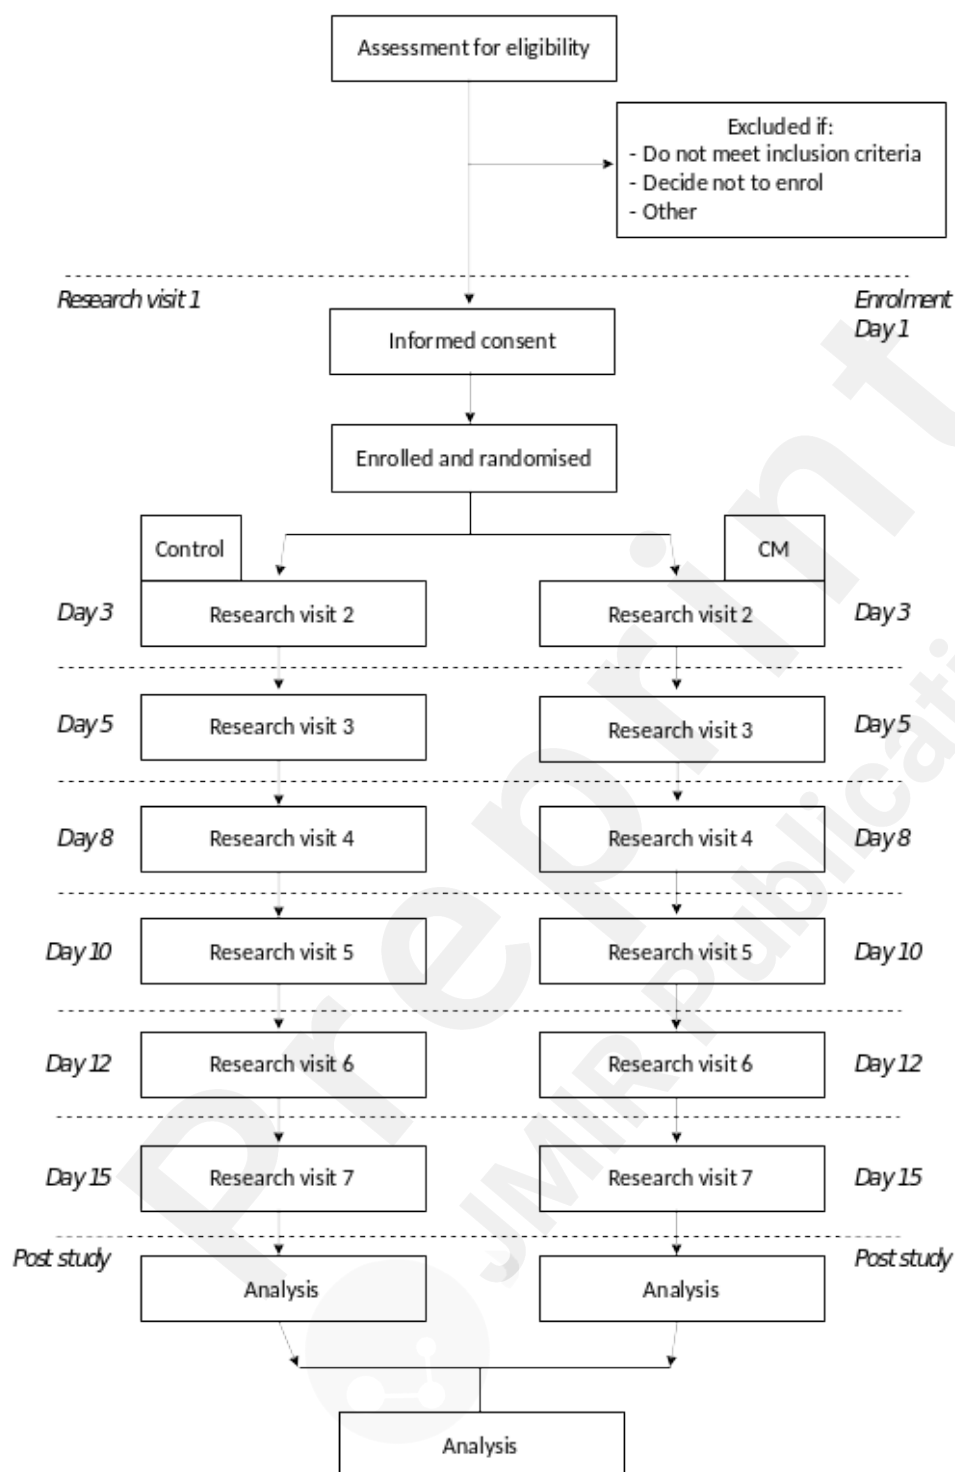 Assessment for eligibility
Excluded if:
- Do not meet inclusion criteria
- Decide not to enrol
- Other
Research visit 1
Enrolment
Day 1
Informed consent
Enrolled and randomised
Control
CM
Day 3
Research visit 2
Research visit 2
Day 3
Day 5
Research visit 3
Research visit 3
Day 5
Day 8
Research visit 4
Research visit 4
Day 8
Day 10
Research visit 5
Research visit 5
Day 10
Day 12
Research visit 6
Research visit 6
Day 12
Day 15
Research visit 7
Research visit 7
Day 15
Post study
Analysis
Analysis
Post study
Analysis
Preprint
JMIR Publicati